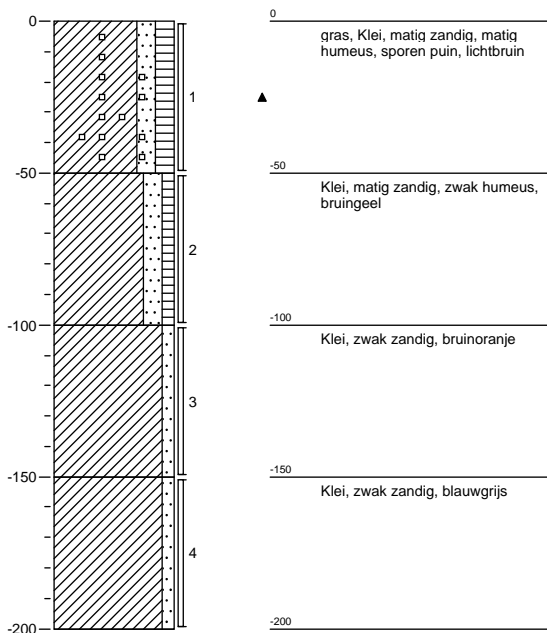 0
-50
-100
-150
-200
1
2
3
4
0
gras, Klei, matig zandig, matig
humeus, sporen puin, lichtbruin
-50
Klei, matig zandig, zwak humeus,
bruingeel
-100
Klei, zwak zandig, bruinoranje
-150
Klei, zwak zandig, blauwgrijs
-200